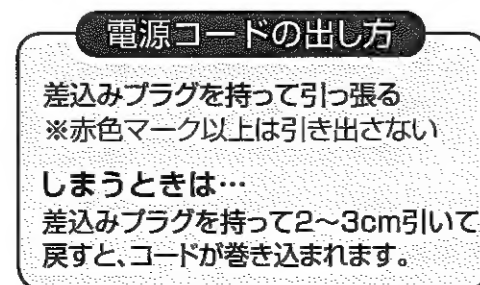 電源コードの出し方
差込みプラグを持って引っ張る
※赤色マーク以上は引き出さない
しまうときは…
差込みプラグを持って2〜3cm引いて
戻すと、コードが巻き込まれます。